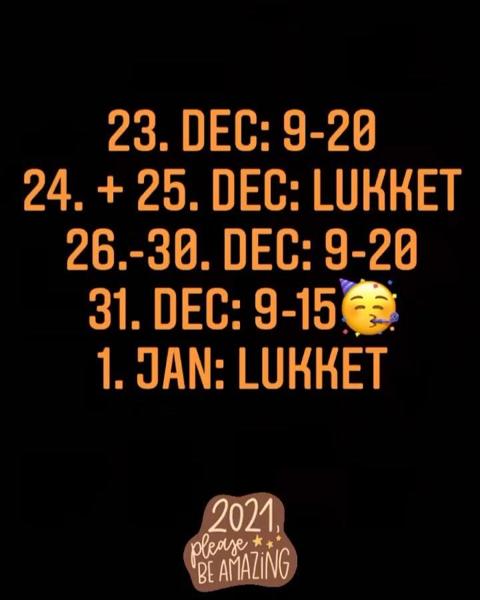 23. DEC: 9-20
24. + 25. DEC: LUKKET
26.-30. DEC: 9-20
31. DEC: 9-15🥳
1. JAN: LUKKET
2021,
please
BE AMAZiNG